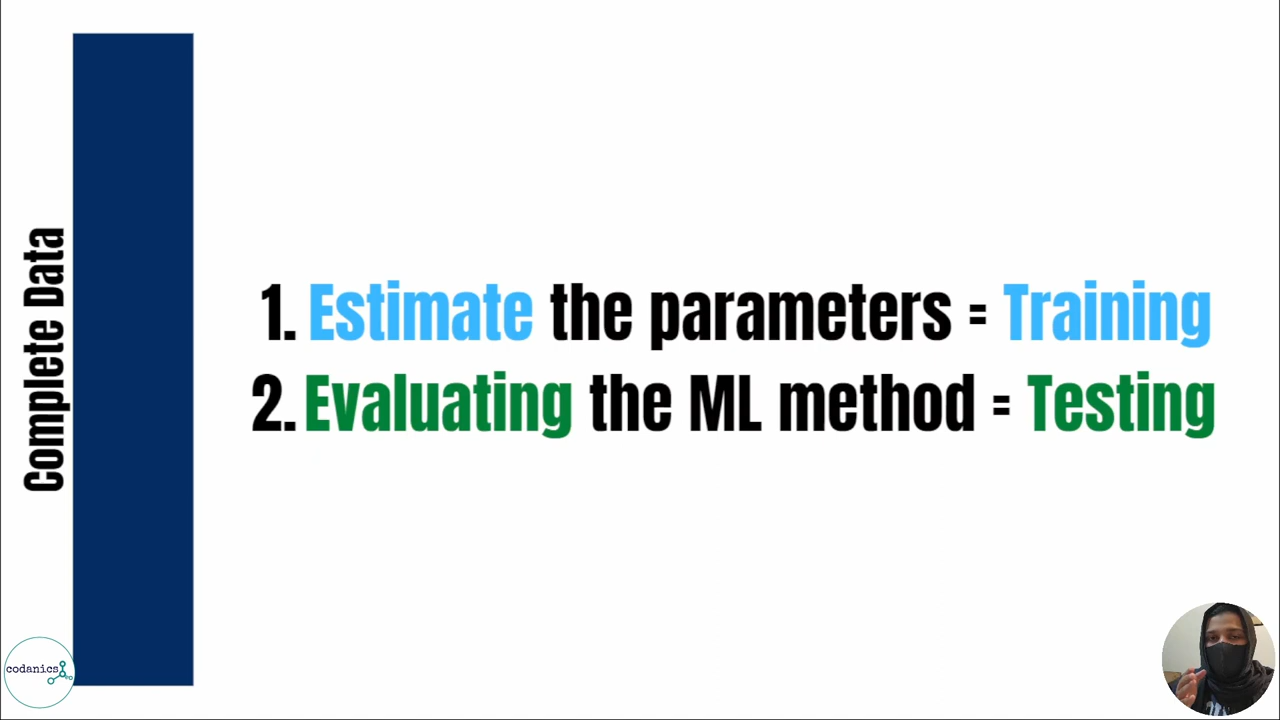 Complete Data
1. Estimate the parameters = Training
2. Evaluating the ML method = Testing
codanics